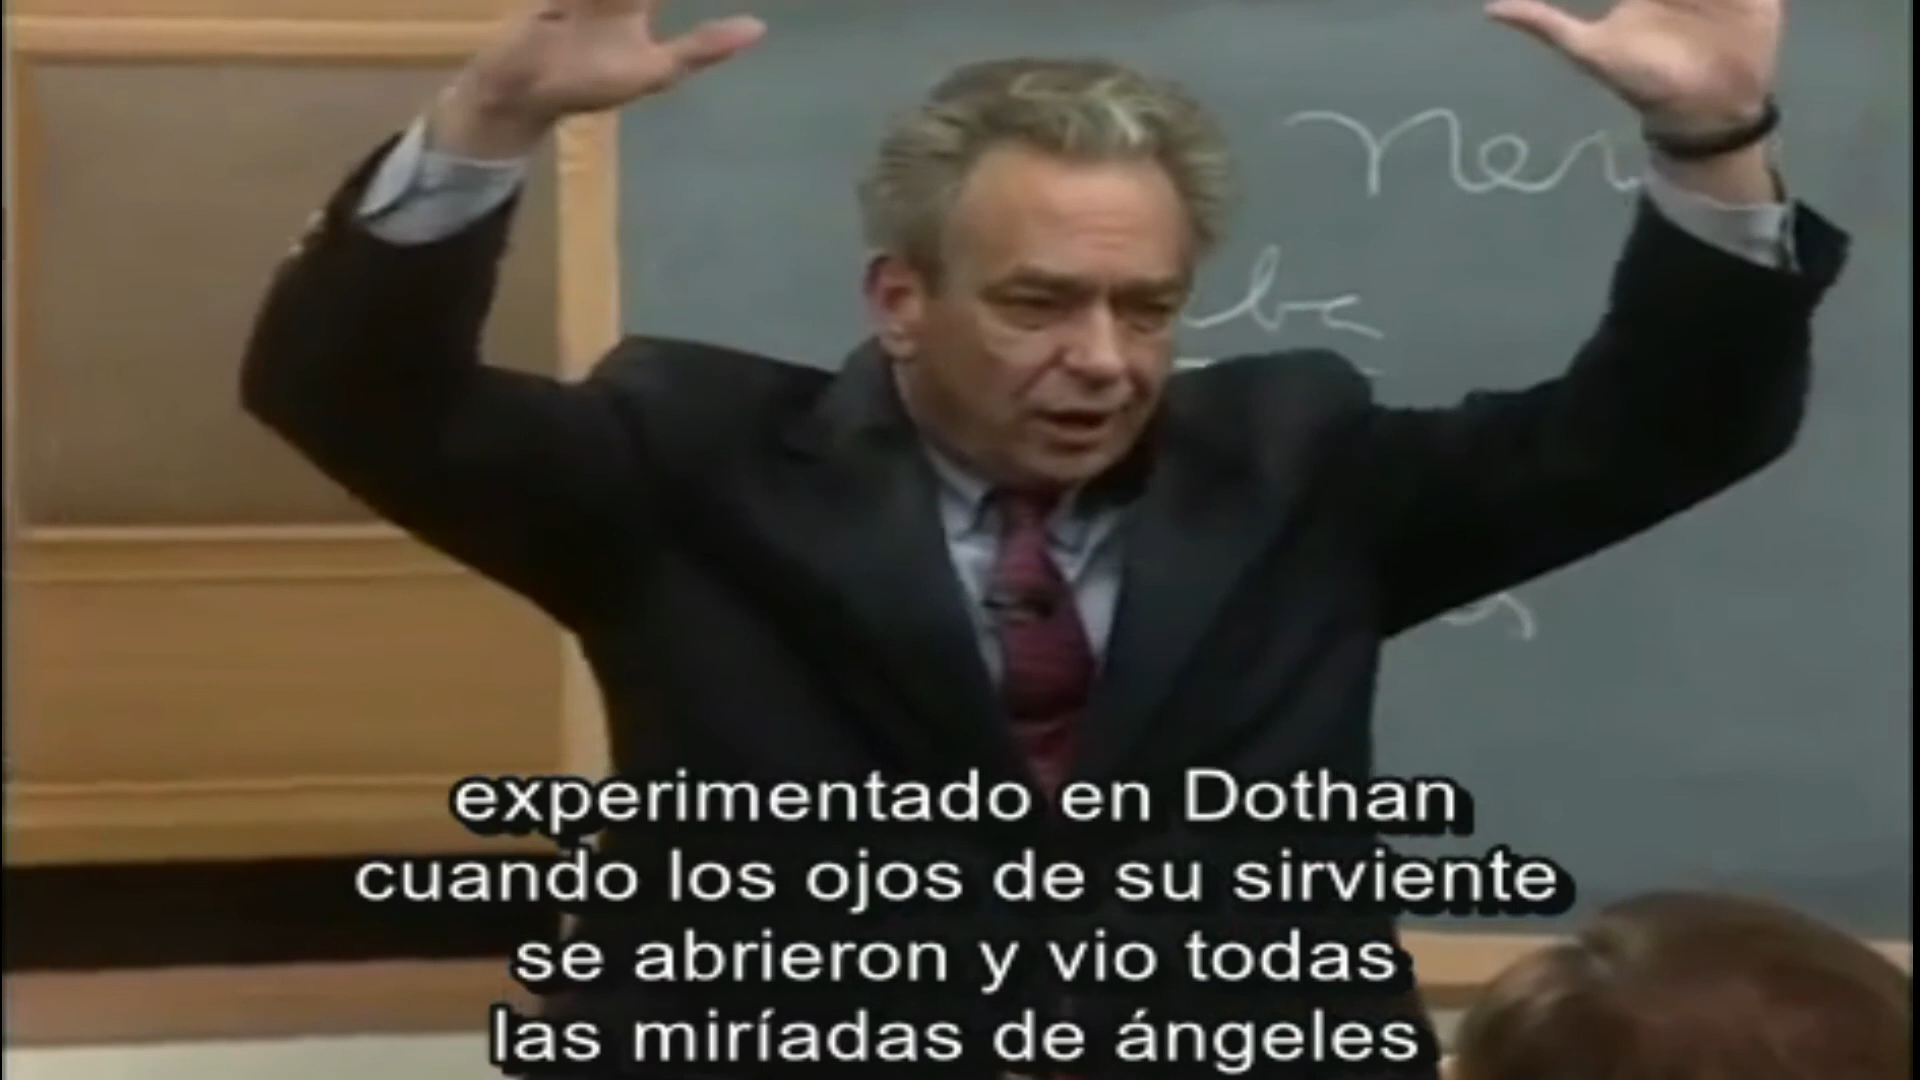 experimentado en Dothan
cuando los ojos de su sirviente
se abrieron y vio todas
las miríadas de ángeles